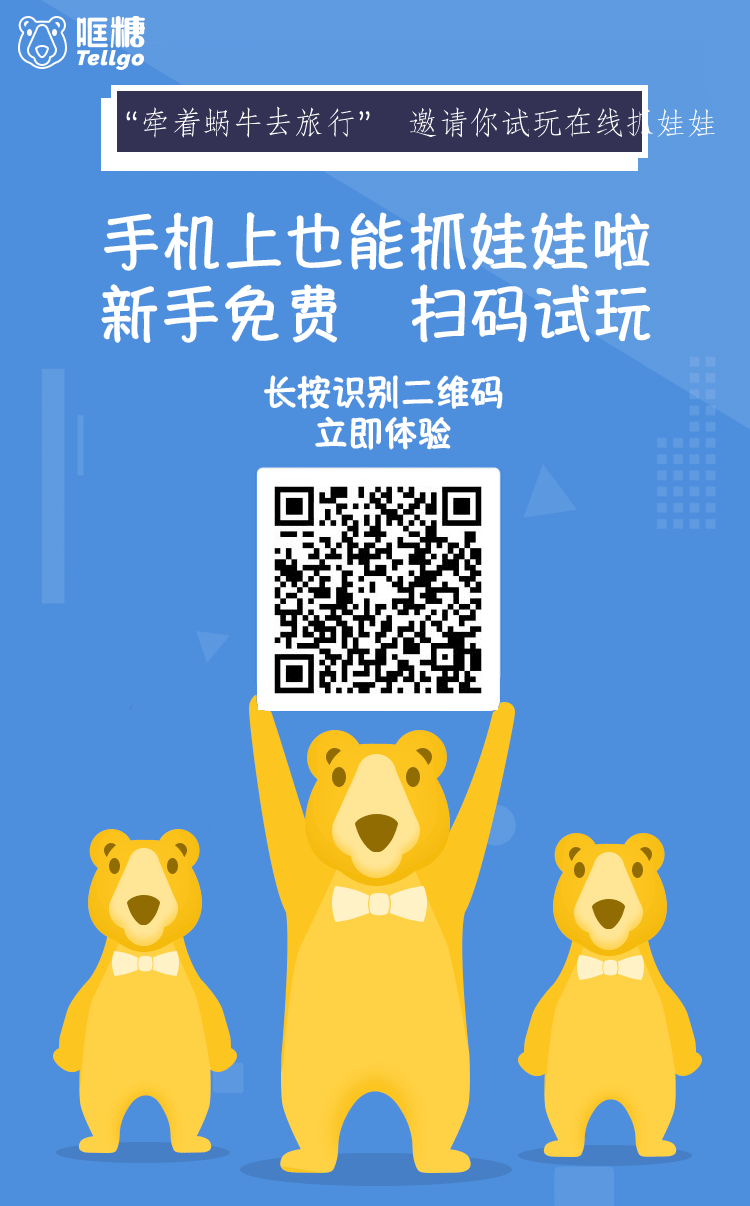 哐糖
Tellgo
“牵着蜗牛去旅行” 邀请你试玩在线抓娃娃
手机上也能抓娃娃啦
新手免费 扫码试玩
长按识别二维码
立即体验